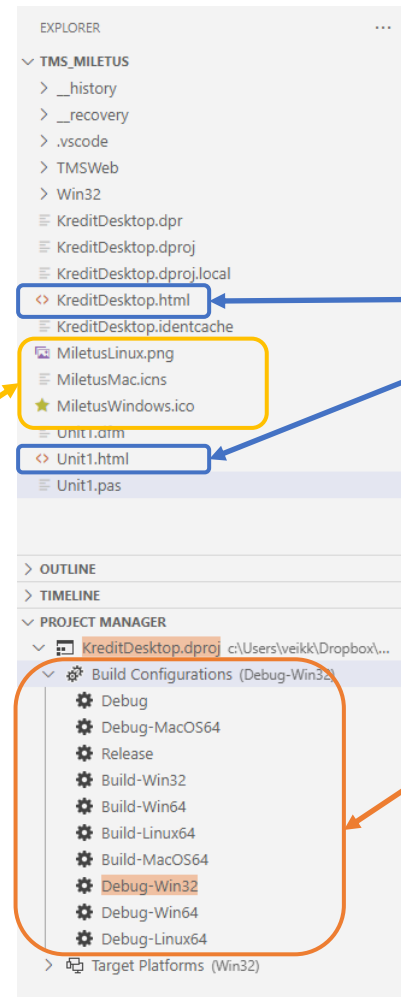 EXPLORER
...
TMS_MILETUS
__history
__recovery
.vscode
TMSWeb
Win32
KreditDesktop.dpr
KreditDesktop.dproj
KreditDesktop.dproj.local
KreditDesktop.html
KreditDesktop.identcache
MiletusLinux.png
MiletusMac.icns
MiletusWindows.ico
Unit1.dfm
Unit1.html
Unit1.pas
OUTLINE
TIMELINE
PROJECT MANAGER
KreditDesktop.dproj c:\Users\veikk\Dropbox\...
Build Configurations (Debug-Win32)
Debug
Debug-MacOS64
Release
Build-Win32
Build-Win64
Build-Linux64
Build-MacOS64
Debug-Win32
Debug-Win64
Debug-Linux64
Target Platforms (Win32)